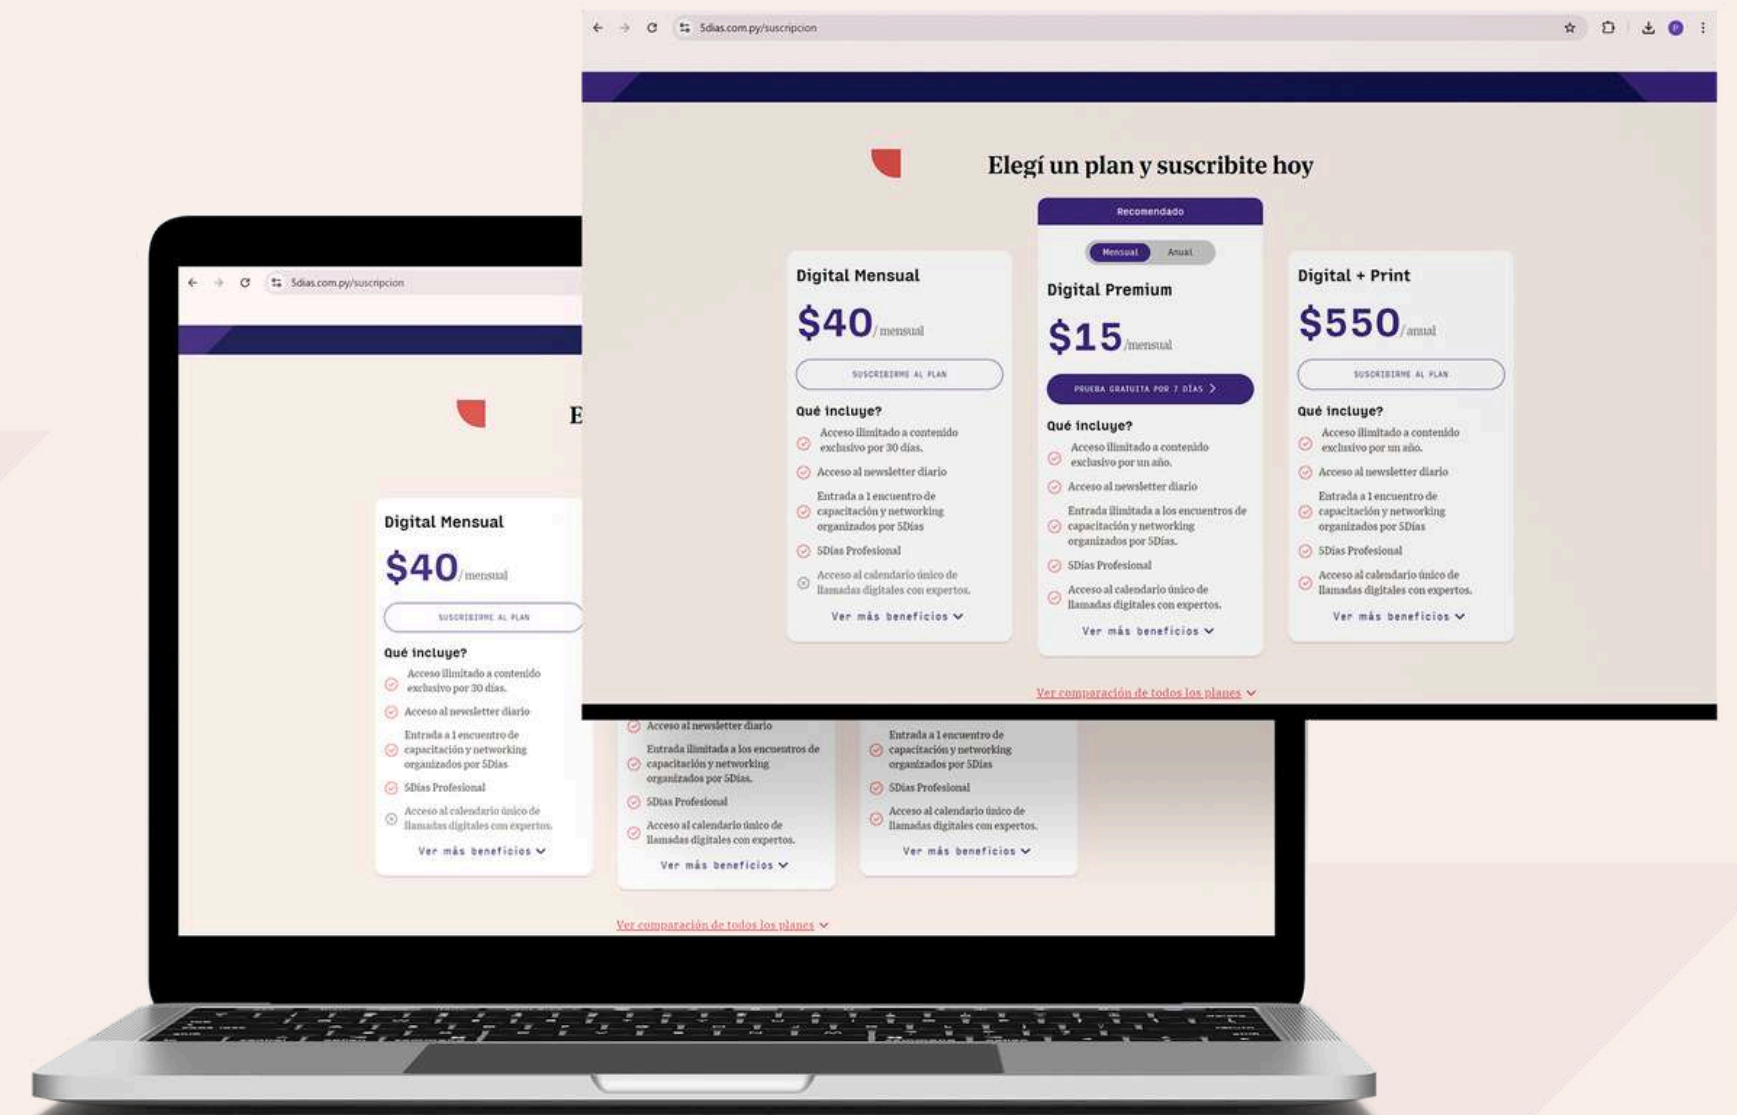 5dias.com.py/suscripcion
Elegí un plan y suscribite hoy
Recomendado
Mensual Anual
Digital Mensual
$40/mensual
SUSCRIBIRME AL PLAN
Qué incluye?
Acceso ilimitado a contenido
exclusivo por 30 días.
Acceso al newsletter diario
Entrada a 1 encuentro de
capacitación y networking
organizados por 5Días
5Días Profesional
Acceso al calendario único de
llamadas digitales con expertos.
Ver más beneficios
Digital Premium
$15/mensual
PRUEBA GRATUITA POR 7 DÍAS
Qué incluye?
Acceso ilimitado a contenido
exclusivo por un año.
Acceso al newsletter diario
Entrada ilimitada a los encuentros de
capacitación y networking
organizados por 5Días.
5Días Profesional
Acceso al calendario único de
llamadas digitales con expertos.
Ver más beneficios
Digital + Print
$550/anual
SUSCRIBIRME AL PLAN
Qué incluye?
Acceso ilimitado a contenido
exclusivo por un año.
Acceso al newsletter diario
Entrada a 1 encuentro de
capacitación y networking
organizados por 5Días
5Días Profesional
Acceso al calendario único de
llamadas digitales con expertos.
Ver más beneficios
Ver comparación de todos los planes
5dias.com.py/suscripcion
E
Digital Mensual
$40/mensual
SUSCRIBIRME AL PLAN
Qué incluye?
Acceso ilimitado a contenido
exclusivo por 30 días.
Acceso al newsletter diario
Entrada a 1 encuentro de
capacitación y networking
organizados por 5Días
5Días Profesional
Acceso al calendario único de
llamadas digitales con expertos.
Ver más beneficios
Acceso al newsletter diario
Entrada ilimitada a los encuentros de
capacitación y networking
organizados por 5Días.
5Días Profesional
Acceso al calendario único de
llamadas digitales con expertos.
Ver más beneficios
Entrada a 1 encuentro de
capacitación y networking
organizados por 5Días
5Días Profesional
Acceso al calendario único de
llamadas digitales con expertos.
Ver más beneficios
Ver comparación de todos los planes